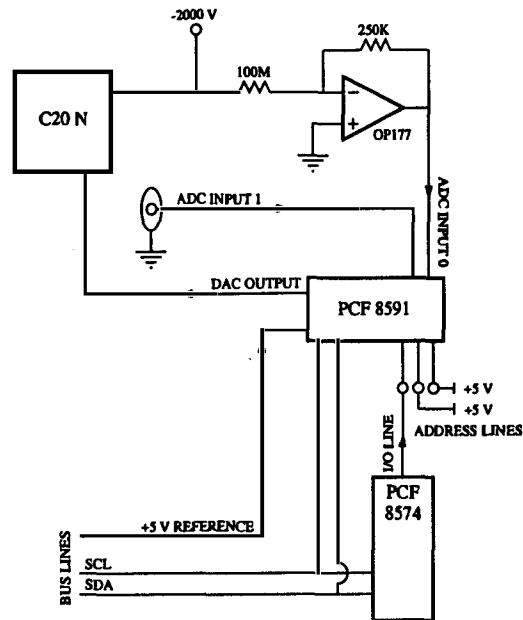 -2000 V
250K
100M
C20 N
-
+
OP177
ADC INPUT 0
ADC INPUT 1
DAC OUTPUT
PCF 8591
+5 V
+5 V
ADDRESS LINES
I/O LINE
PCF
8574
+5 V REFERENCE
BUS LINES
SCL
SDA